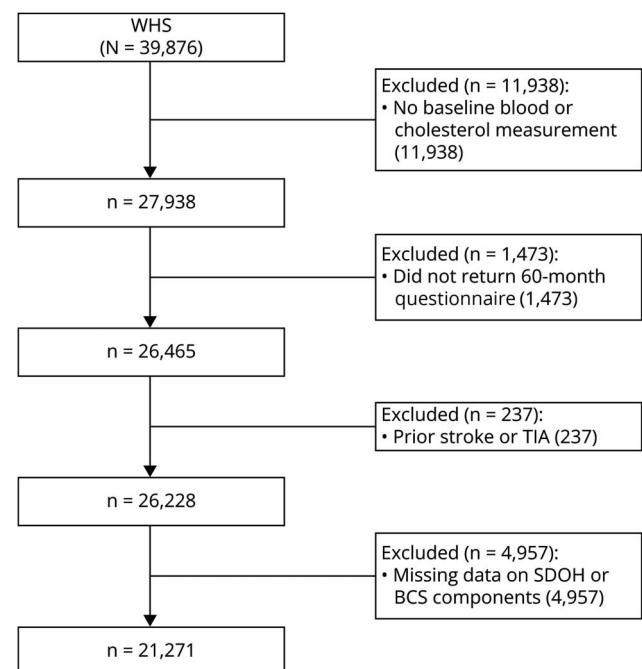 WHS
(N = 39,876)
Excluded (n = 11,938):
• No baseline blood or
cholesterol measurement
(11,938)
n = 27,938
Excluded (n = 1,473):
• Did not return 60-month
questionnaire (1,473)
n = 26,465
Excluded (n = 237):
• Prior stroke or TIA (237)
n = 26,228
Excluded (n = 4,957):
• Missing data on SDOH or
BCS components (4,957)
n = 21,271